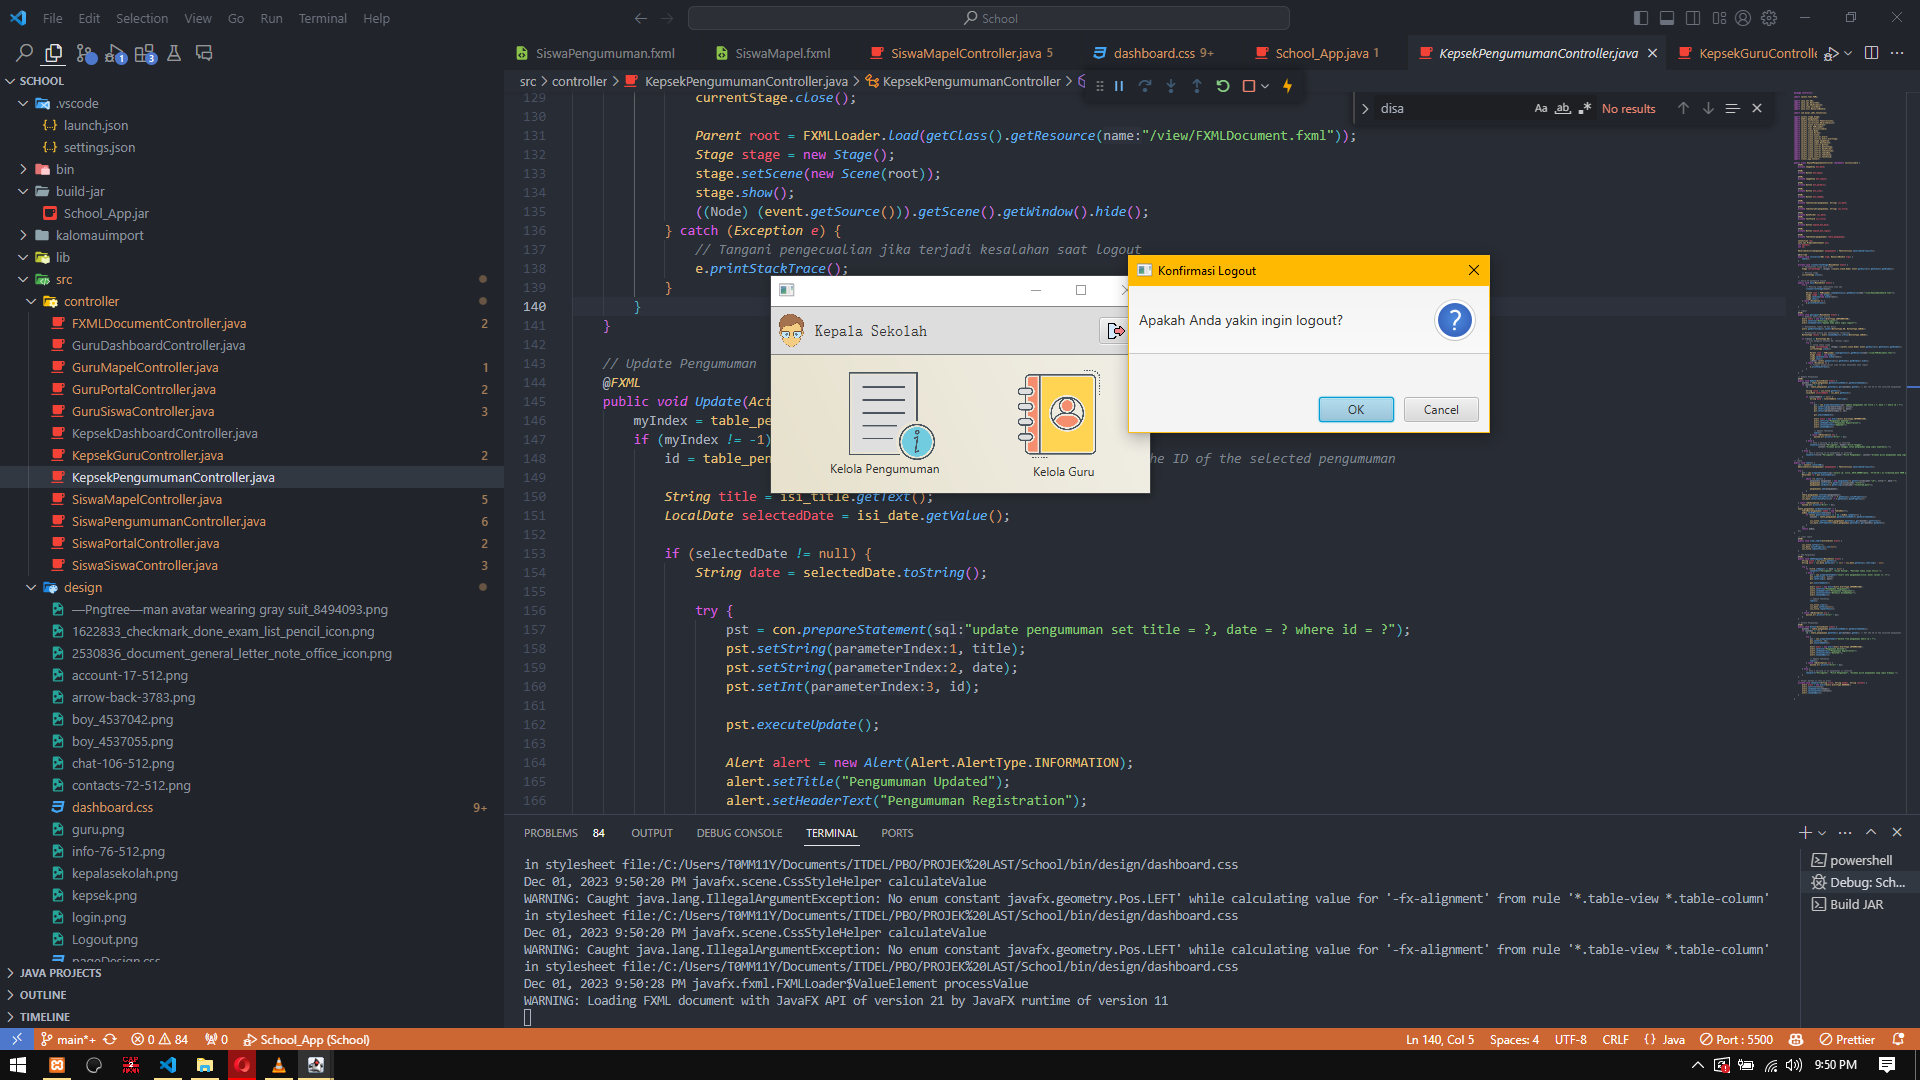 File Edit Selection View Go Run Terminal Help
School
1
3
SiswaPengumuman.fxml
SiswaMapel.fxml
SiswaMapelController.java 5
dashboard.css 9+
School_App.java 1
KepsekPengumumanController.java
KepsekGuruControlle
SCHOOL
.vscode
launch.json
settings.json
bin
build-jar
School_App.jar
kalomauimport
lib
src
controller
FXMLDocumentController.java 2
GuruDashboardController.java
GuruMapelController.java 1
GuruPortalController.java 2
GuruSiswaController.java 3
KepsekDashboardController.java
KepsekGuruController.java 2
KepsekPengumumanController.java
SiswaMapelController.java 5
SiswaPengumumanController.java 6
SiswaPortalController.java 2
SiswaSiswaController.java 3
design
—Pngtree—man avatar wearing gray suit_8494093.png
1622833_checkmark_done_exam_list_pencil_icon.png
2530836_document_general_letter_note_office_icon.png
account-17-512.png
arrow-back-3783.png
boy_4537042.png
boy_4537055.png
chat-106-512.png
contacts-72-512.png
dashboard.css 9+
guru.png
info-76-512.png
kepalasekolah.png
kepsek.png
login.png
Logout.png
pageDesign.css
JAVA PROJECTS
OUTLINE
TIMELINE
src > controller > KepsekPengumumanController.java > KepsekPengumumanController >
disa
Aa ab No results
129 currentStage.close();
130
131 Parent root = FXMLLoader.load(getClass().getResource(name:"/view/FXMLDocument.fxml"));
132 Stage stage = new Stage();
133 stage.setScene(new Scene(root));
134 stage.show();
135 ((Node) (event.getSource())).getScene().getWindow().hide();
136 } catch (Exception e) {
137 // Tangani pengecualian jika terjadi kesalahan saat logout
138 e.printStackTrace();
139 }
140 }
141 }
142
143 // Update Pengumuman
144 @FXML
145 public void Update(Act
146 myIndex = table_pe
147 if (myIndex != -1)
148 id = table_pen he ID of the selected pengumuman
149
150 String title = isi_title.getText();
151 LocalDate selectedDate = isi_date.getValue();
152
153 if (selectedDate != null) {
154 String date = selectedDate.toString();
155
156 try {
157 pst = con.prepareStatement(sql:"update pengumuman set title = ?, date = ? where id = ?");
158 pst.setString(parameterIndex:1, title);
159 pst.setString(parameterIndex:2, date);
160 pst.setInt(parameterIndex:3, id);
161
162 pst.executeUpdate();
163
164 Alert alert = new Alert(Alert.AlertType.INFORMATION);
165 alert.setTitle("Pengumuman Updated");
166 alert.setHeaderText("Pengumuman Registration");
Kepala Sekolah
Kelola Pengumuman
Kelola Guru
Konfirmasi Logout
Apakah Anda yakin ingin logout?
OK
Cancel
PROBLEMS 84 OUTPUT DEBUG CONSOLE TERMINAL PORTS
in stylesheet file:/C:/Users/T0MM11Y/Documents/ITDEL/PBO/PROJEK%20LAST/School/bin/design/dashboard.css
Dec 01, 2023 9:50:20 PM javafx.scene.CssStyleHelper calculateValue
WARNING: Caught java.lang.IllegalArgumentException: No enum constant javafx.geometry.Pos.LEFT' while calculating value for '-fx-alignment' from rule '*.table-view *.table-column'
in stylesheet file:/C:/Users/T0MM11Y/Documents/ITDEL/PBO/PROJEK%20LAST/School/bin/design/dashboard.css
Dec 01, 2023 9:50:20 PM javafx.scene.CssStyleHelper calculateValue
WARNING: Caught java.lang.IllegalArgumentException: No enum constant javafx.geometry.Pos.LEFT' while calculating value for '-fx-alignment' from rule '*.table-view *.table-column'
in stylesheet file:/C:/Users/T0MM11Y/Documents/ITDEL/PBO/PROJEK%20LAST/School/bin/design/dashboard.css
Dec 01, 2023 9:50:28 PM javafx.fxml.FXMLLoader$ValueElement processValue
WARNING: Loading FXML document with JavaFX API of version 21 by JavaFX runtime of version 11
powershell
Debug: Sch...
Build JAR
main*+ 0 84 0 School_App (School)
Ln 140, Col 5 Spaces: 4 UTF-8 CRLF { } Java Port : 5500 Prettier
9:50 PM